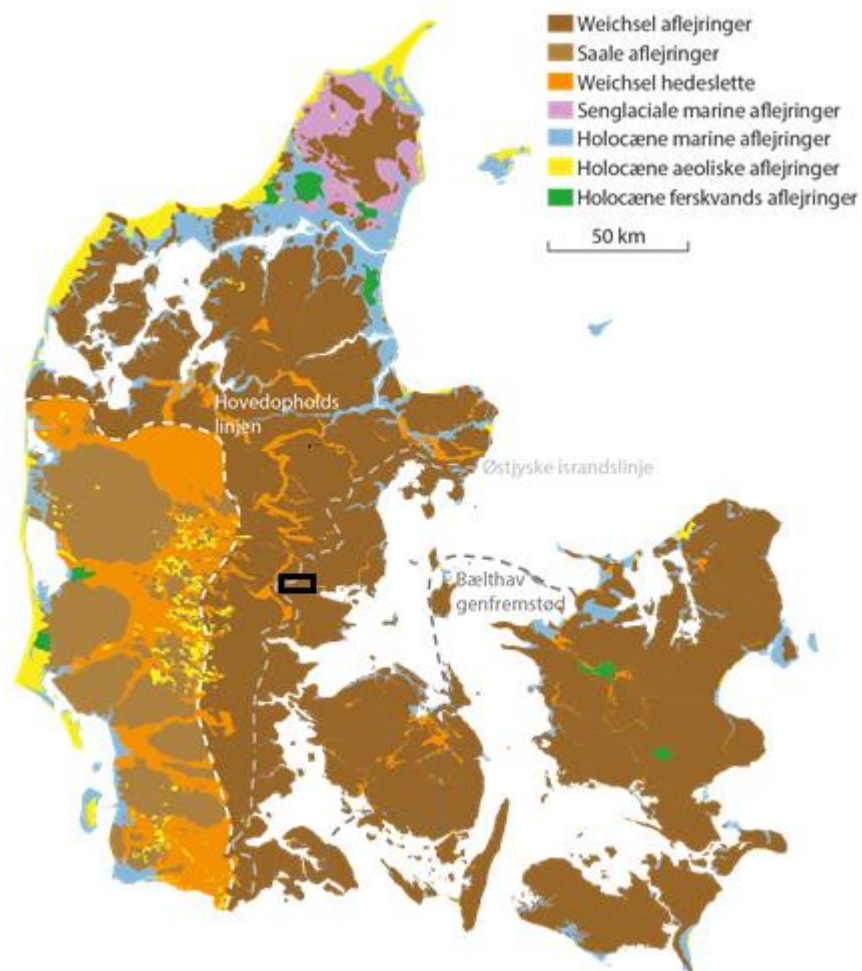 Weichsel aflejringer
Saale aflejringer
Weichsel hedeslette
Senglaciale marine aflejringer
Holocæne marine aflejringer
Holocæne aeoliske aflejringer
Holocæne ferskvands aflejringer
50 km
Hovedopholds
linjen
Østjyske israndslinje
Bælthav
genfremstød